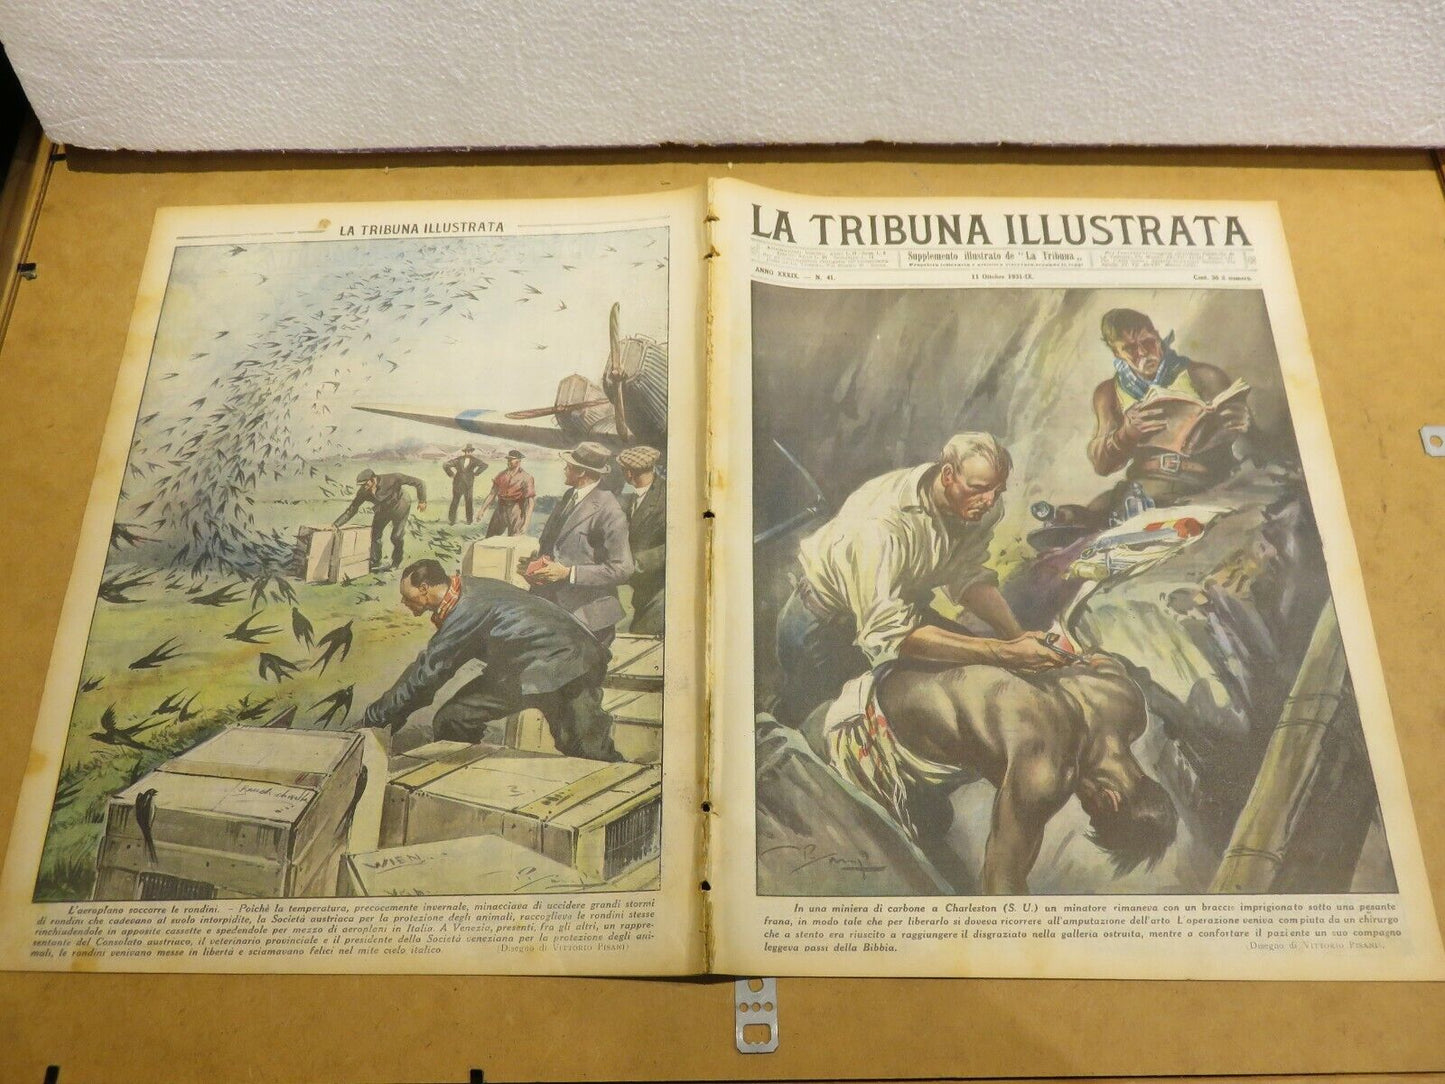 LA TRIBUNA ILLUSTRATA
WIEN
L'aeroplano soccorre le rondini. - Poichè la temperatura, precocemente invernale, minacciava di uccidere grandi stormi
di rondini che cadevano al suolo intorpidite, la Società austriaca per la protezione degli animali, raccoglieva le rondini stesse
rinchiudendole in apposite cassette e spedendole per mezzo di aeroplani in Italia. A Venezia, presenti, fra gli altri, un rappre-
sentante del Consolato austriaco, il veterinario provinciale e il presidente della Società veneziana per la protezione degli ani-
mali, le rondini venivano messe in libertà e sciamavano felici nel mite cielo italico. (Disegno di VITTORIO PISANI)
LA TRIBUNA ILLUSTRATA
Supplemento illustrato de "La Tribuna"
ANNO XXXIX. - N. 41. 11 Ottobre 1931-IX. Cent. 30 il numero.
In una miniera di carbone a Charleston (S. U.) un minatore rimaneva con un braccio imprigionato sotto una pesante
frana, in modo tale che per liberarlo si doveva ricorrere all'amputazione dell'arto. L'operazione veniva compiuta da un chirurgo
che a stento era riuscito a raggiungere il disgraziato nella galleria ostruita, mentre a confortare il paziente un suo compagno
leggeva passi della Bibbia. (Disegno di VITTORIO PISANI).